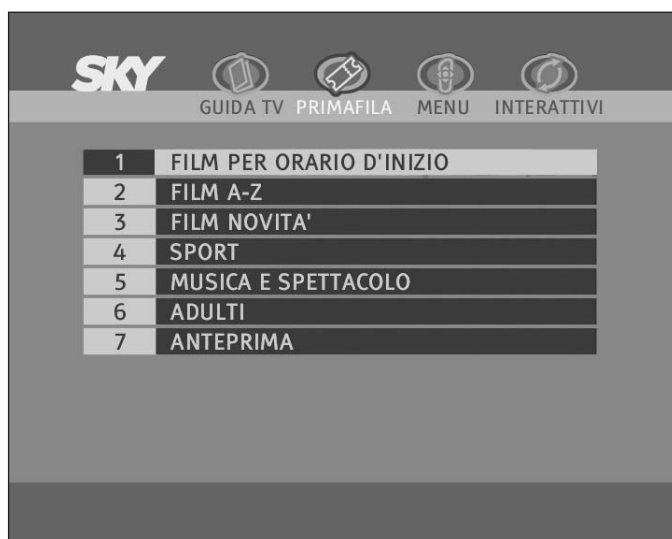 SKY
GUIDA TV PRIMAFILA MENU INTERATTIVI
1 FILM PER ORARIO D'INIZIO
2 FILM A-Z
3 FILM NOVITA'
4 SPORT
5 MUSICA E SPETTACOLO
6 ADULTI
7 ANTEPRIMA